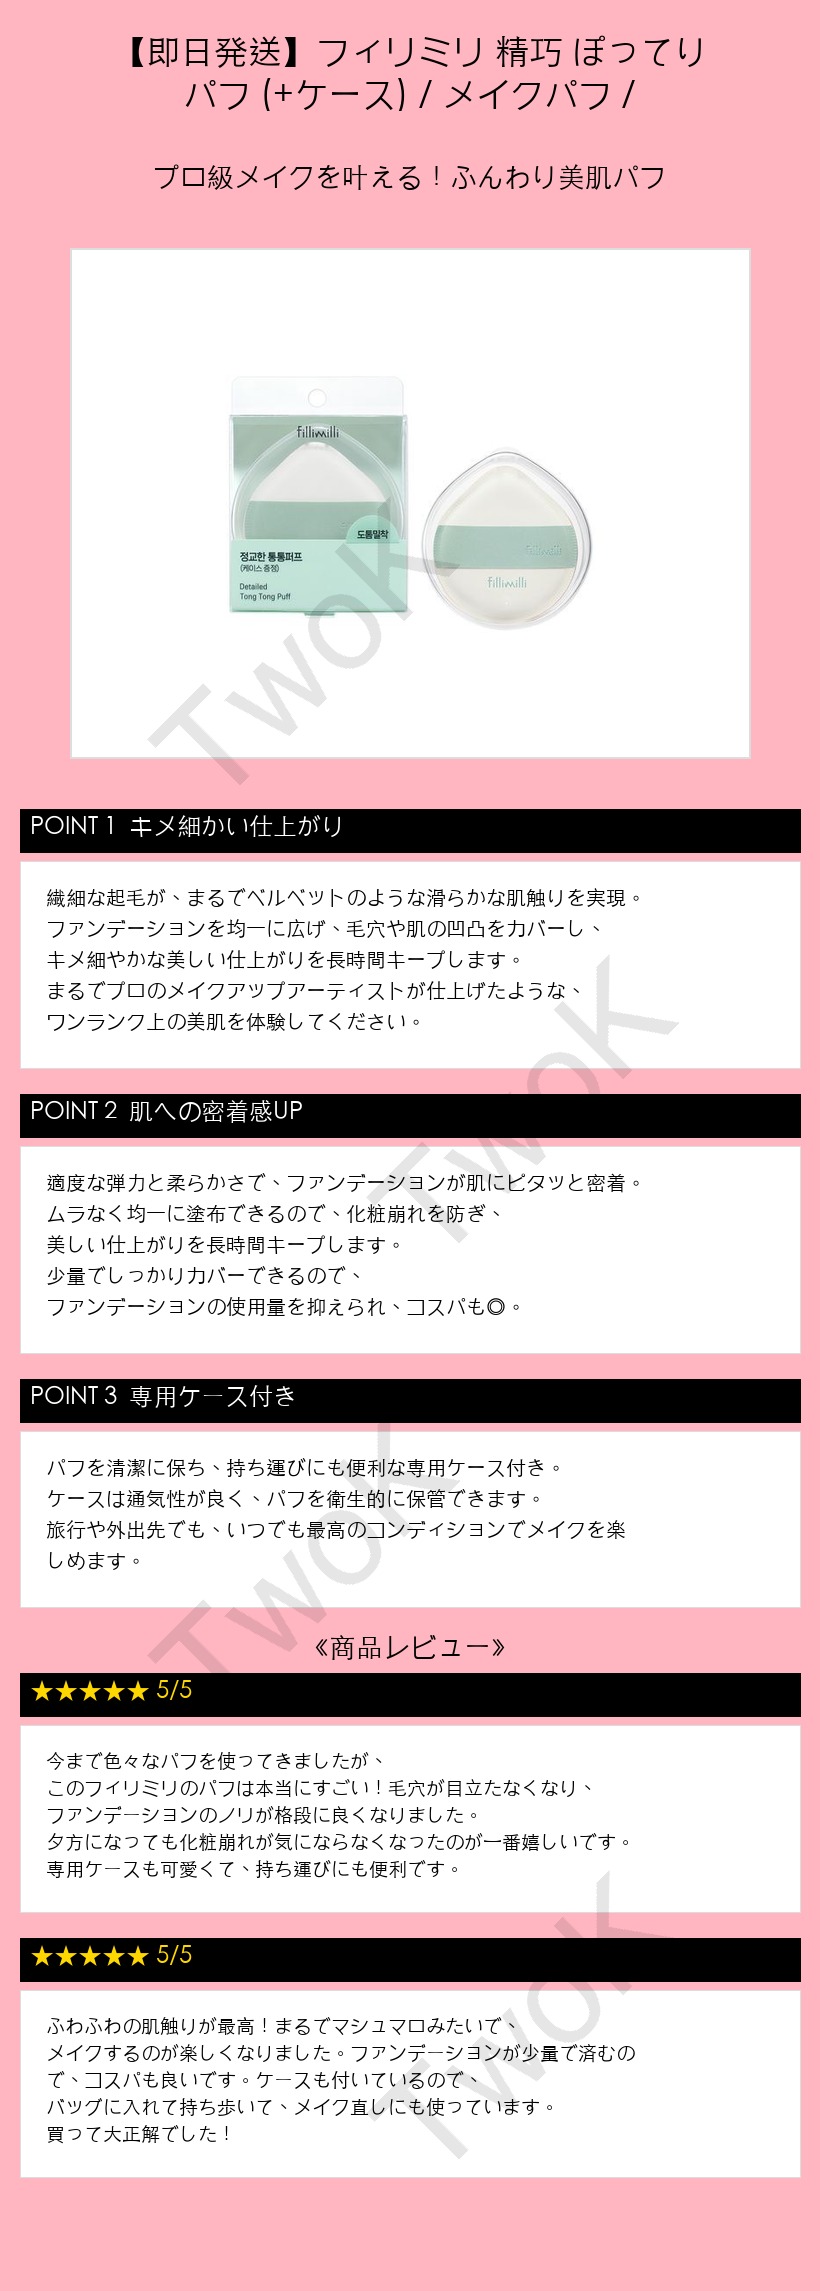 【即日発送】フィリミリ 精巧 ぽってり
パフ (+ケース) / メイクパフ /
プロ級メイクを叶える！ふんわり美肌パフ
fillimilli
도톰밀착
정교한 통통퍼프
(케이스 증정)
Detailed
Tong Tong Puff
fillimilli
fillimilli
TwoK
POINT 1 キメ細かい仕上がり
繊細な起毛が、まるでベルベットのような滑らかな肌触りを実現。
ファンデーションを均一に広げ、毛穴や肌の凹凸をカバーし、
キメ細やかな美しい仕上がりを長時間キープします。
まるでプロのメイクアップアーティストが仕上げたような、
ワンランク上の美肌を体験してください。
TwoK
POINT 2 肌への密着感UP
適度な弾力と柔らかさで、ファンデーションが肌にピタッと密着。
ムラなく均一に塗布できるので、化粧崩れを防ぎ、
美しい仕上がりを長時間キープします。
少量でしっかりカバーできるので、
ファンデーションの使用量を抑えられ、コスパも◎。
POINT 3 専用ケース付き
パフを清潔に保ち、持ち運びにも便利な専用ケース付き。
ケースは通気性が良く、パフを衛生的に保管できます。
旅行や外出先でも、いつでも最高のコンディションでメイクを楽
しめます。
TwoK
《商品レビュー》
★★★★★ 5/5
今まで色々なパフを使ってきましたが、
このフィリミリのパフは本当にすごい！毛穴が目立たなくなり、
ファンデーションのノリが格段に良くなりました。
夕方になっても化粧崩れが気にならなくなったのが一番嬉しいです。
専用ケースも可愛くて、持ち運びにも便利です。
★★★★★ 5/5
ふわふわの肌触りが最高！まるでマシュマロみたいで、
メイクするのが楽しくなりました。ファンデーションが少量で済むの
で、コスパも良いです。ケースも付いているので、
バッグに入れて持ち歩いて、メイク直しにも使っています。
買って大正解でした！
TwoK